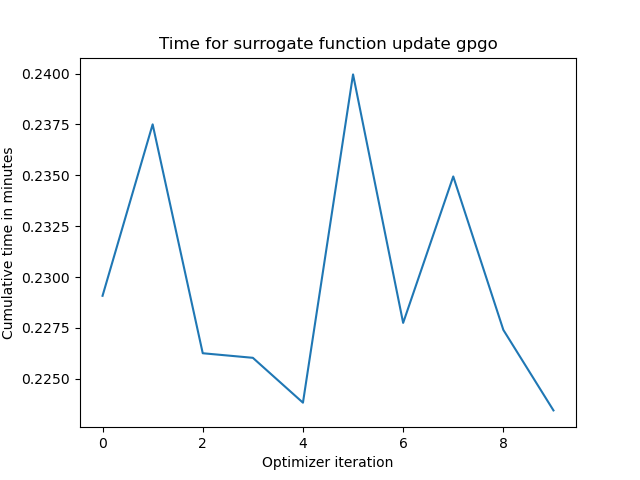 Time for surrogate function update gpgo
Cumulative time in minutes
0.2400
0.2375
0.2350
0.2325
0.2300
0.2275
0.2250
0 2 4 6 8
Optimizer iteration